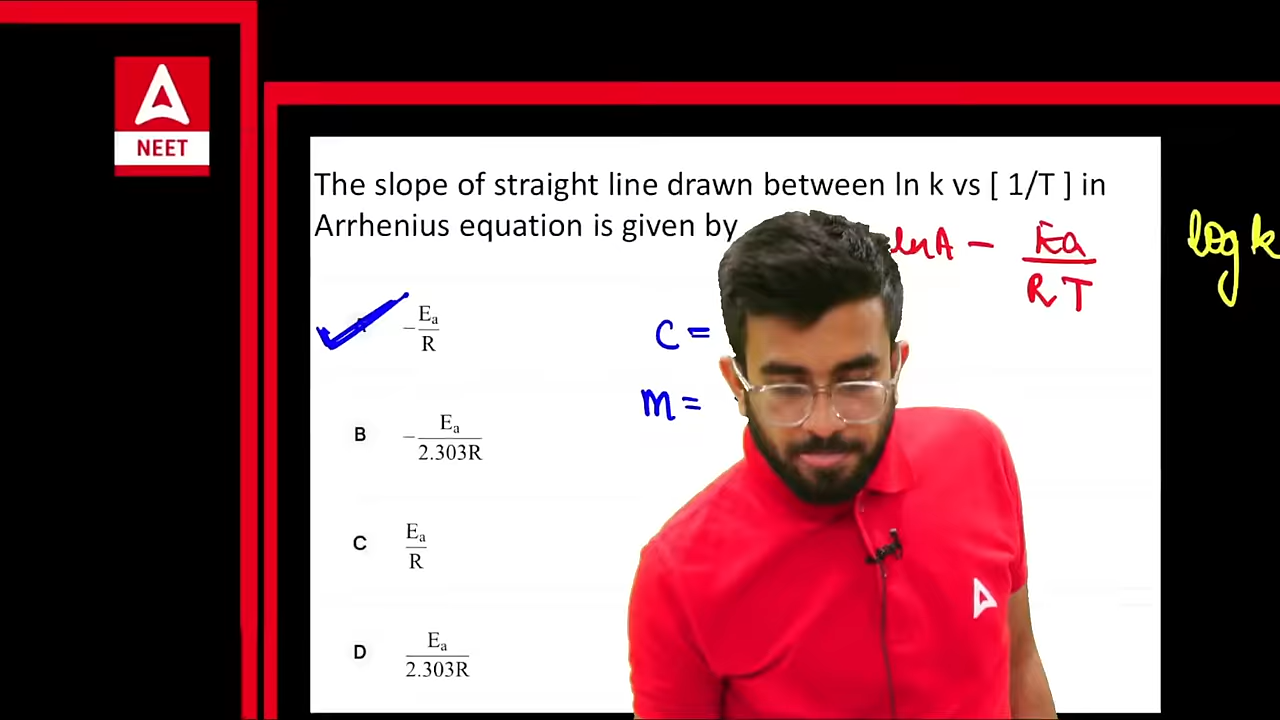 NEET
The slope of straight line drawn between ln k vs [ 1/T ] in
Arrhenius equation is given by
lnA − Ea
RT
log k
−Ea
R
C =
m =
B −Ea
2.303R
C Ea
R
D Ea
2.303R